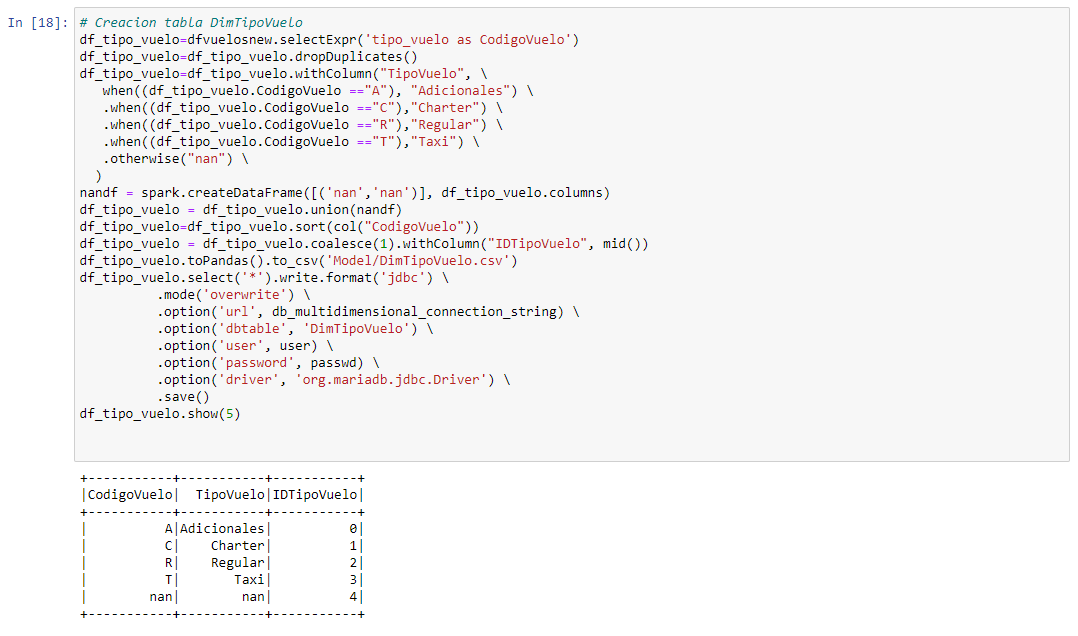 In [18]: # Creacion tabla DimTipoVuelo
df_tipo_vuelo=dfvuelosnew.selectExpr('tipo_vuelo as CodigoVuelo')
df_tipo_vuelo=df_tipo_vuelo.dropDuplicates()
df_tipo_vuelo=df_tipo_vuelo.withColumn("TipoVuelo", \
   when((df_tipo_vuelo.CodigoVuelo =="A"), "Adicionales") \
   .when((df_tipo_vuelo.CodigoVuelo =="C"),"Charter") \
   .when((df_tipo_vuelo.CodigoVuelo =="R"),"Regular") \
   .when((df_tipo_vuelo.CodigoVuelo =="T"),"Taxi") \
   .otherwise("nan") \
  )
nandf = spark.createDataFrame([('nan','nan')], df_tipo_vuelo.columns)
df_tipo_vuelo = df_tipo_vuelo.union(nandf)
df_tipo_vuelo=df_tipo_vuelo.sort(col("CodigoVuelo"))
df_tipo_vuelo = df_tipo_vuelo.coalesce(1).withColumn("IDTipoVuelo", mid())
df_tipo_vuelo.toPandas().to_csv('Model/DimTipoVuelo.csv')
df_tipo_vuelo.select('*').write.format('jdbc') \
          .mode('overwrite') \
          .option('url', db_multidimensional_connection_string) \
          .option('dbtable', 'DimTipoVuelo') \
          .option('user', user) \
          .option('password', passwd) \
          .option('driver', 'org.mariadb.jdbc.Driver') \
          .save()
df_tipo_vuelo.show(5)
+-----------+-----------+-----------+
|CodigoVuelo|  TipoVuelo|IDTipoVuelo|
+-----------+-----------+-----------+
|          A|Adicionales|          0|
|          C|    Charter|          1|
|          R|    Regular|          2|
|          T|       Taxi|          3|
|        nan|        nan|          4|
+-----------+-----------+-----------+